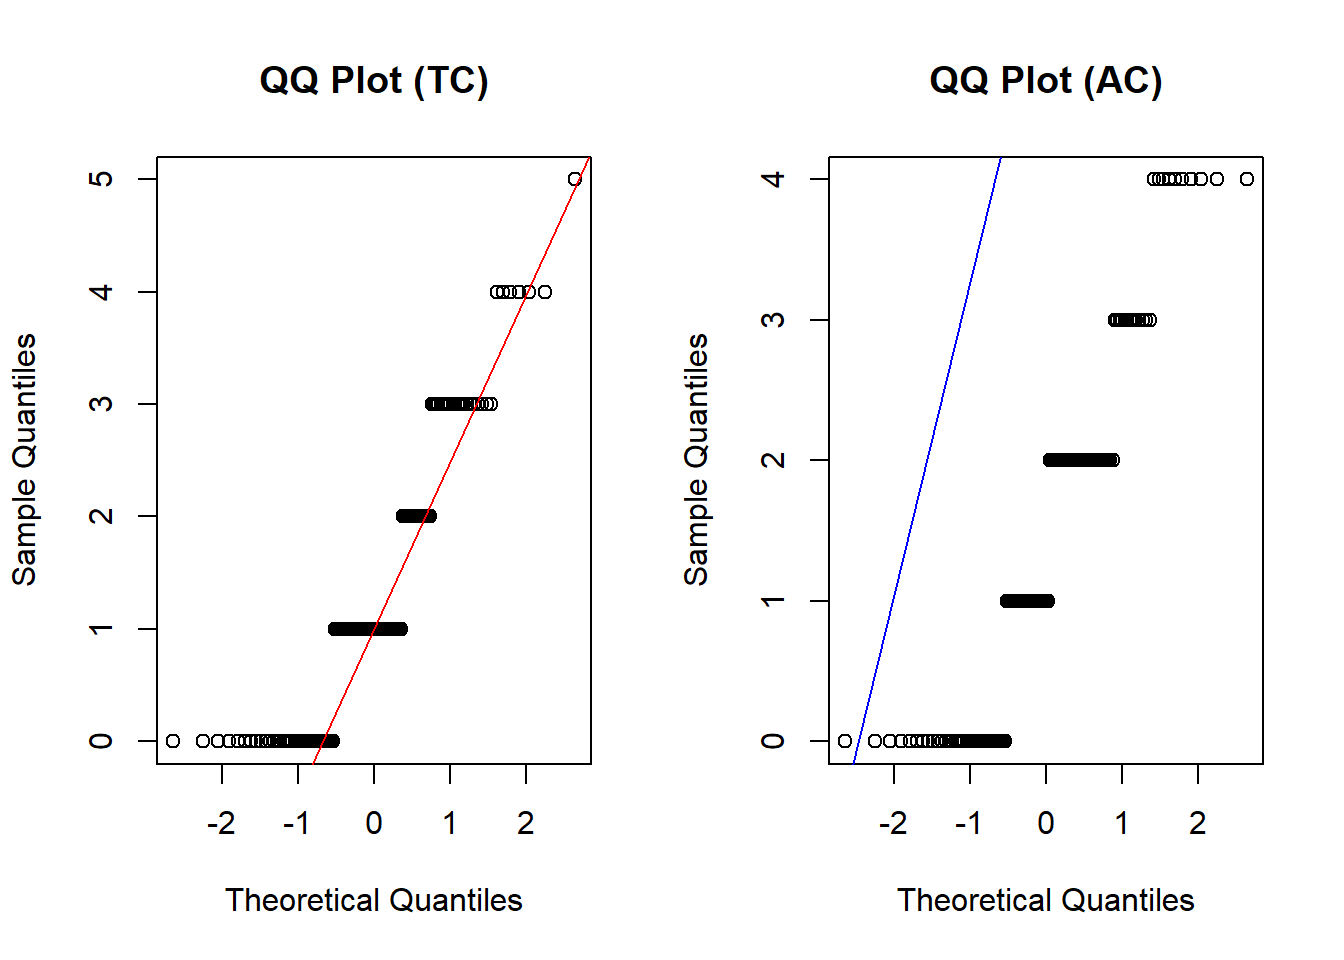 QQ Plot (TC)
Sample Quantiles
5
4
3
2
1
0
-2 -1 0 1 2
Theoretical Quantiles
QQ Plot (AC)
Sample Quantiles
4
3
2
1
0
-2 -1 0 1 2
Theoretical Quantiles